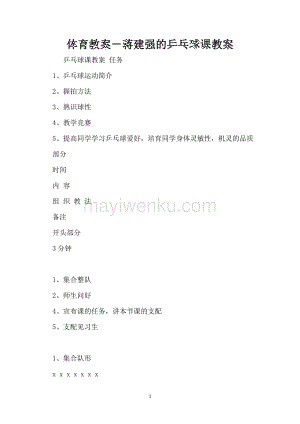 体育教案－蒋建强的乒乓球课教案
乒乓球课教案 任务
1、乒乓球运动简介
2、握拍方法
3、熟识球性
4、教学竞赛
5、提高同学学习乒乓球爱好，培育同学身体灵敏性，机灵的品质
部分
时间
内 容
组 织 教 法
备注
开头部分
3分钟
1、集合整队
2、师生问好
4、宣布课的任务，讲本节课的支配
5、支配见习生
1、集合队形
x x x x x x x
mayiwenku.com
1